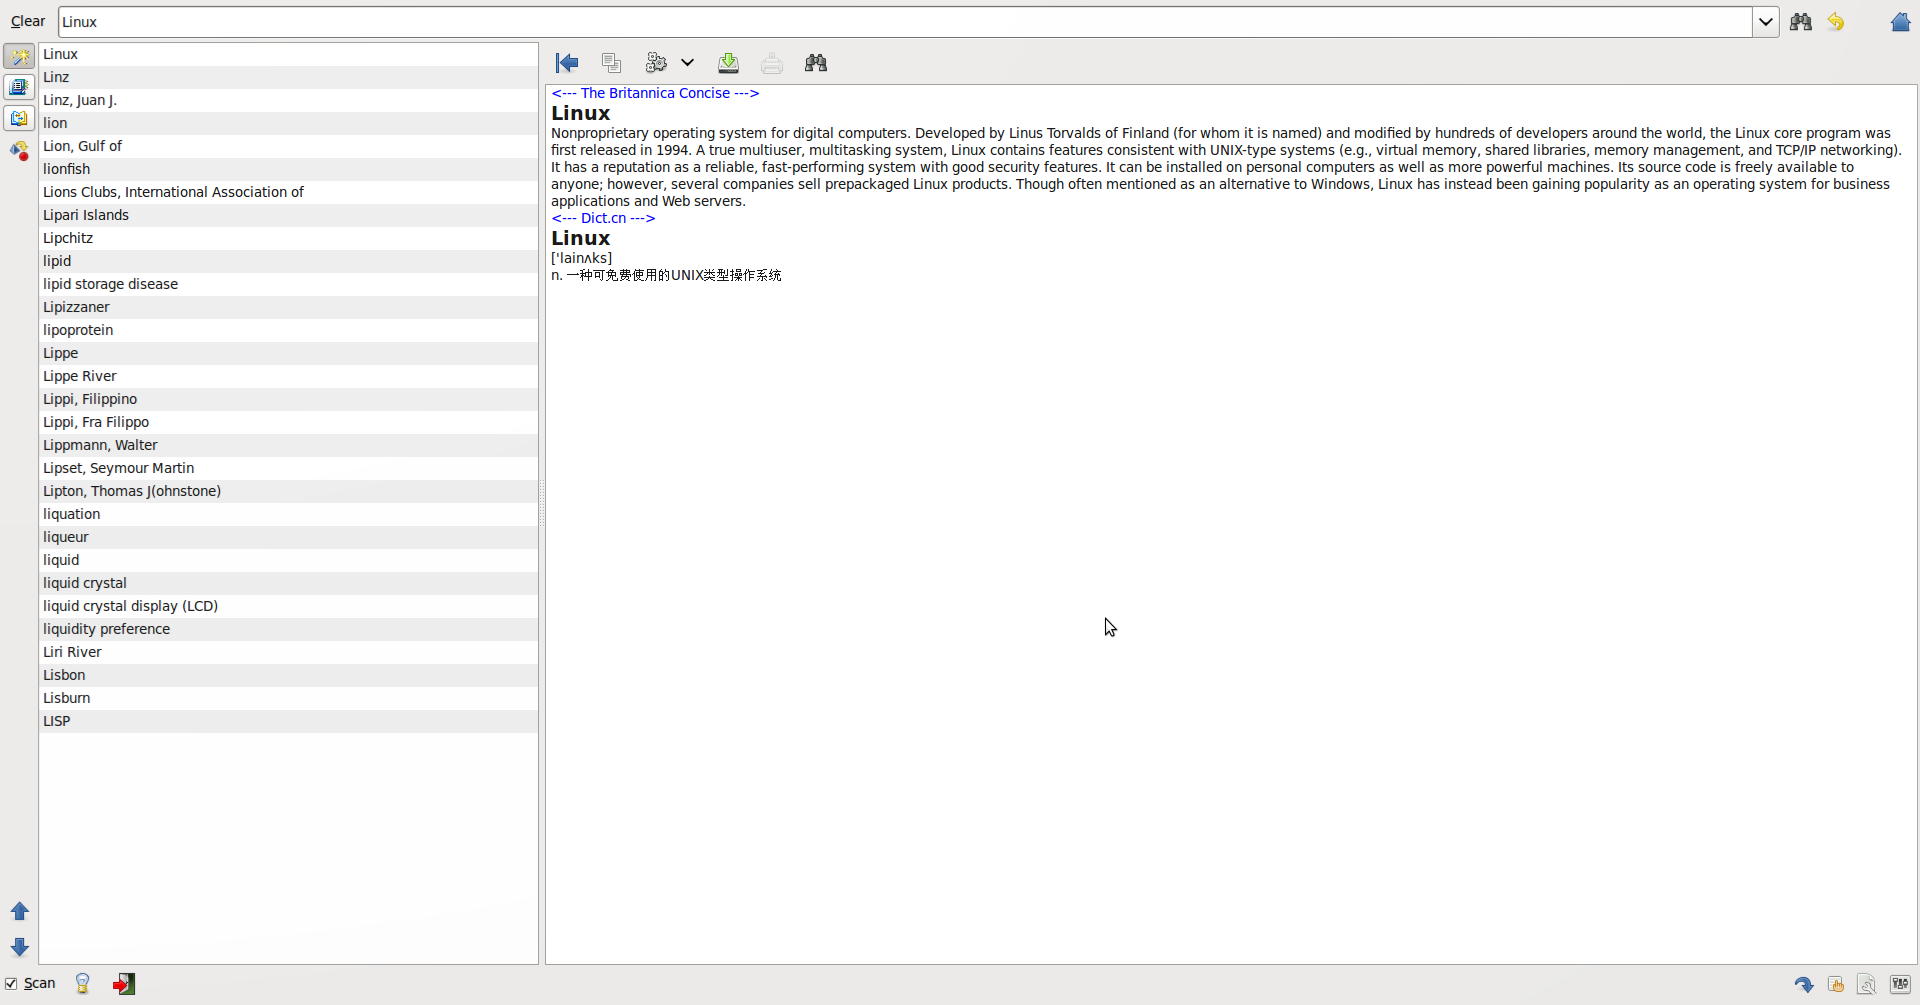 Clear
Linux
Linux
Linz
Linz, Juan J.
lion
Lion, Gulf of
lionfish
Lions Clubs, International Association of
Lipari Islands
Lipchitz
lipid
lipid storage disease
Lipizzaner
lipoprotein
Lippe
Lippe River
Lippi, Filippino
Lippi, Fra Filippo
Lippmann, Walter
Lipset, Seymour Martin
Lipton, Thomas J(ohnstone)
liquation
liqueur
liquid
liquid crystal
liquid crystal display (LCD)
liquidity preference
Liri River
Lisbon
Lisburn
LISP
<--- The Britannica Concise --->
Linux
Nonproprietary operating system for digital computers. Developed by Linus Torvalds of Finland (for whom it is named) and modified by hundreds of developers around the world, the Linux core program was
first released in 1994. A true multiuser, multitasking system, Linux contains features consistent with UNIX-type systems (e.g., virtual memory, shared libraries, memory management, and TCP/IP networking).
It has a reputation as a reliable, fast-performing system with good security features. It can be installed on personal computers as well as more powerful machines. Its source code is freely available to
anyone; however, several companies sell prepackaged Linux products. Though often mentioned as an alternative to Windows, Linux has instead been gaining popularity as an operating system for business
applications and Web servers.
<--- Dict.cn --->
Linux
['lainʌks]
n. 一种可免费使用的UNIX类型操作系统
Scan